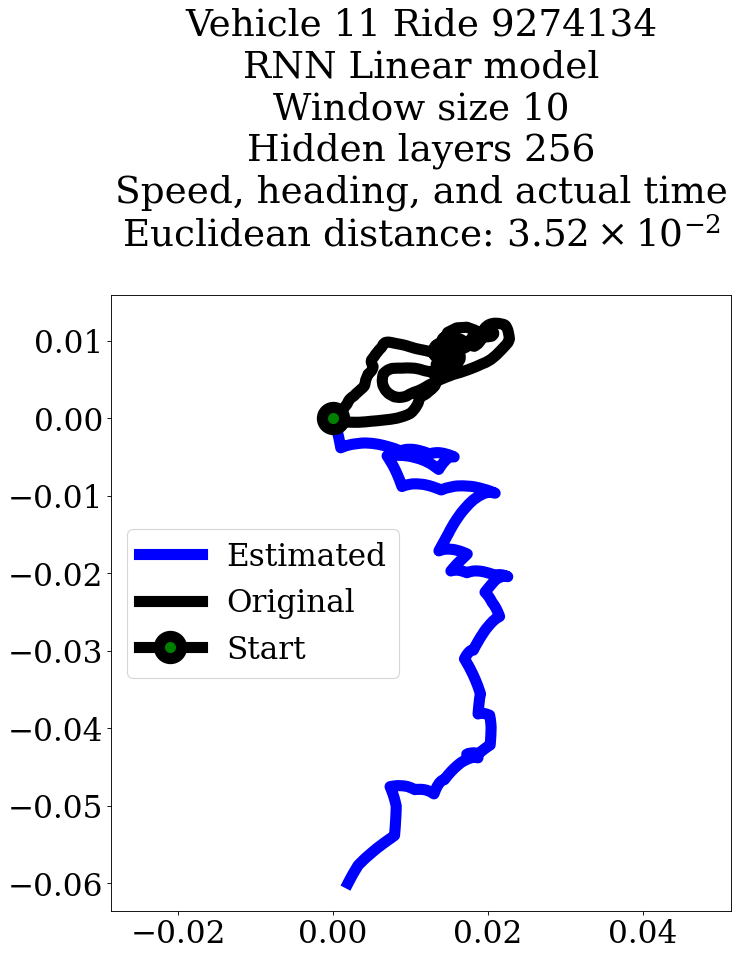 Vehicle 11 Ride 9274134
RNN Linear model
Window size 10
Hidden layers 256
Speed, heading, and actual time
Euclidean distance: 3.52 × 10⁻²
0.01
0.00
−0.01
−0.02
−0.03
−0.04
−0.05
−0.06
Estimated
Original
Start
−0.02
0.00
0.02
0.04